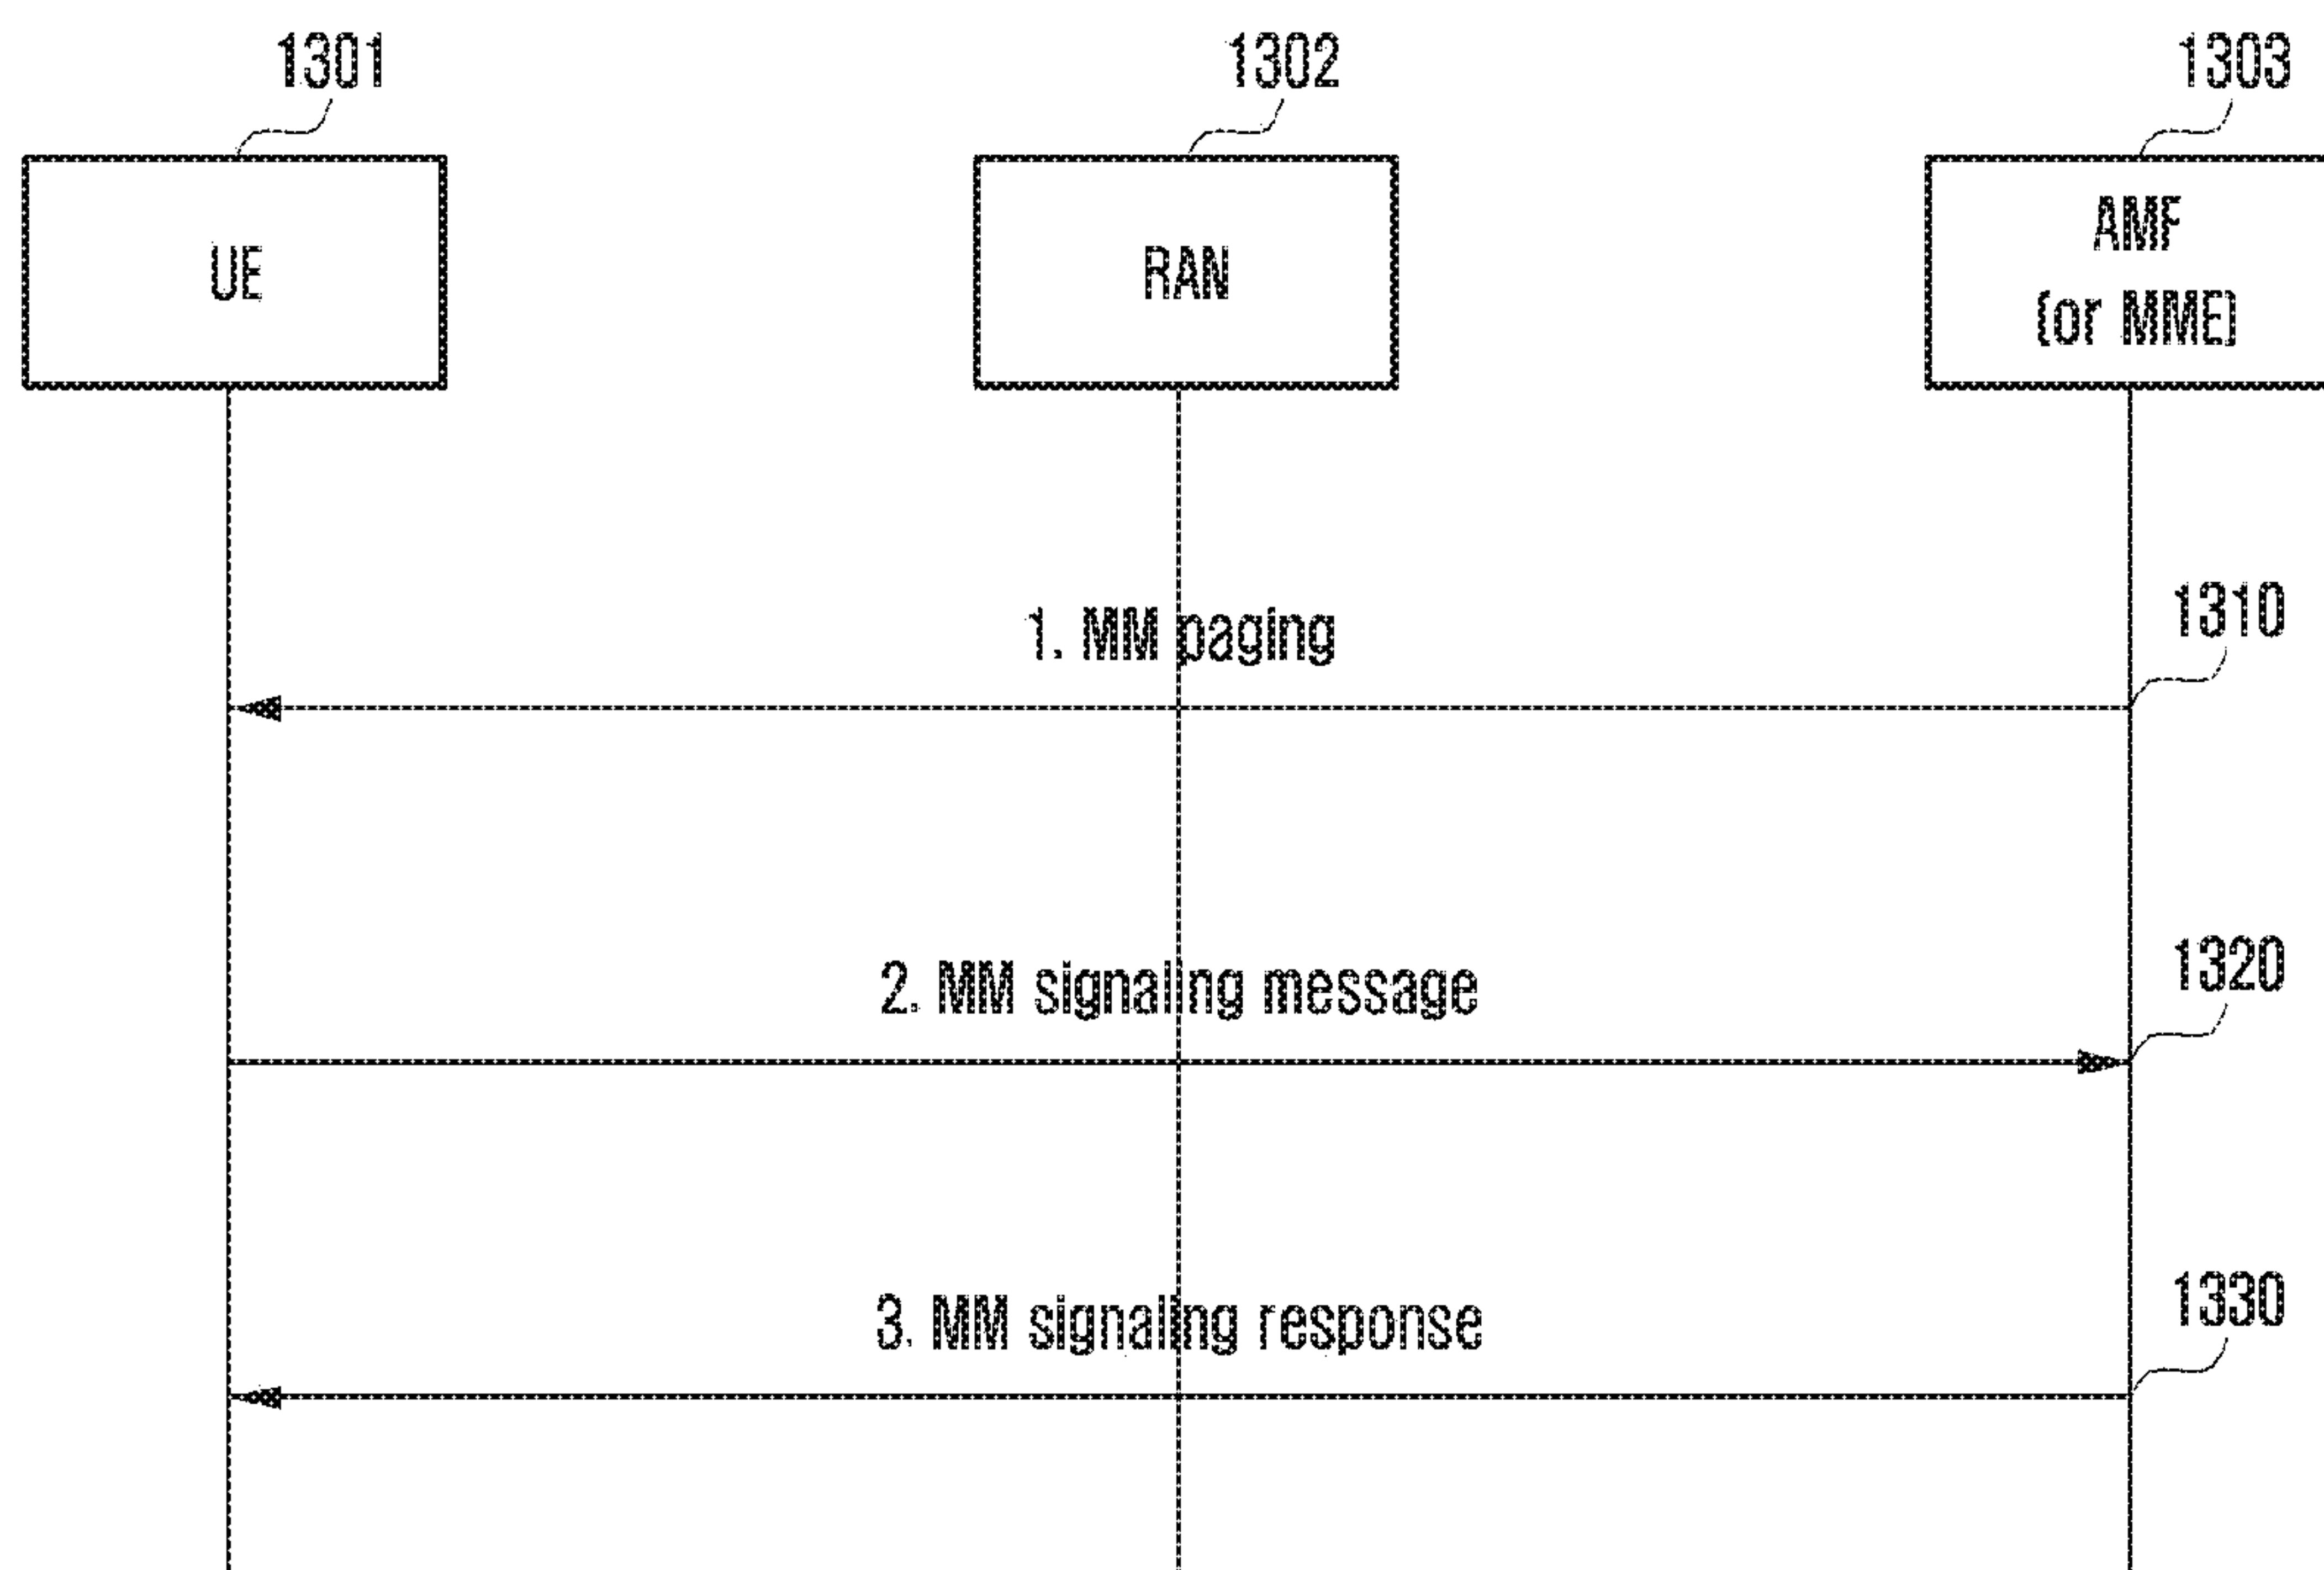 1301
1302
1303
UE
RAN
AMF
(or MME)
1310
1. MM paging
1320
2. MM signaling message
1330
3. MM signaling response